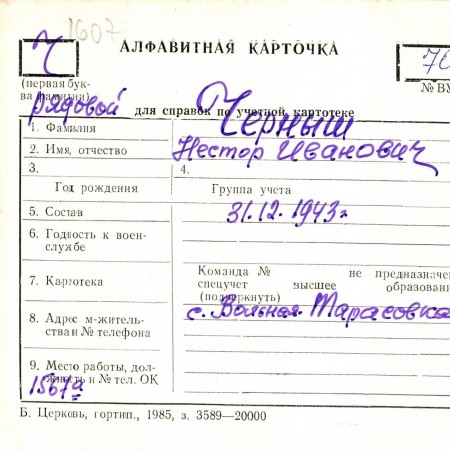 1607
Ч
АЛФАВИТНАЯ КАРТОЧКА
70
(первая бук-
ва фамилии)
№ ВУ
рядовой
для справок по учетной картотеке
1. Фамилия
Черныш
2. Имя, отчество
Нестор Иванович
3.
4.
Год рождения
Группа учета
5. Состав
31.12.1943 г
6. Годность к воен-
службе
7. Картотека
Команда № не предназначен
спецучет высшее образовани
(подчеркнуть)
8. Адрес м-житель-
ства и № телефона
с. Вольная Тарасовка
9. Место работы, дол-
жность и № тел. ОК
1567а
Б. Церковь, гортип., 1985, з. 3589—20000